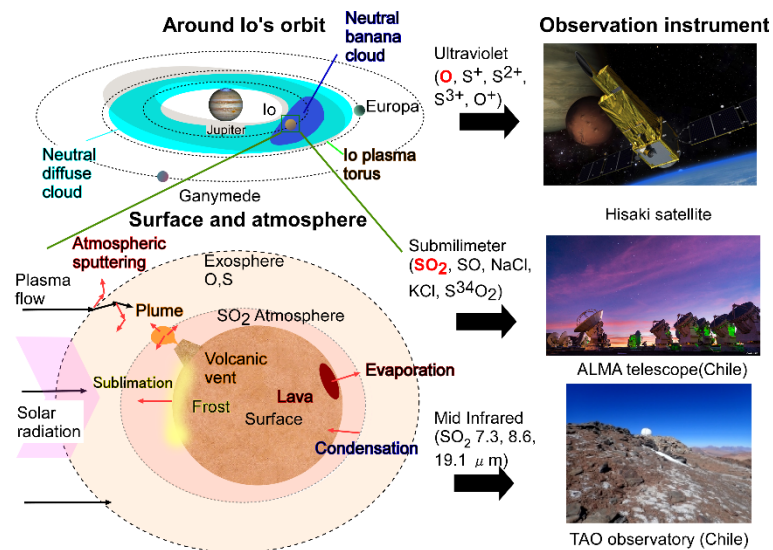 Around Io's orbit
Observation instrument
Neutral
banana
cloud
Ultraviolet
(O, S+, S2+,
S3+, O+)
Io
Europa
Jupiter
Neutral
diffuse
cloud
Io plasma
torus
Ganymede
Hisaki satellite
Surface and atmosphere
Atmospheric
sputtering
Plasma
flow
Exosphere
O,S
Plume
SO2 Atmosphere
Submilimeter
(SO2, SO, NaCl,
KCl, S34O2)
ALMA telescope(Chile)
Volcanic
vent
Sublimation
Frost
Lava
Evaporation
Surface
Solar
radiation
Condensation
Mid Infrared
(SO2 7.3, 8.6,
19.1 μm)
TAO observatory (Chile)